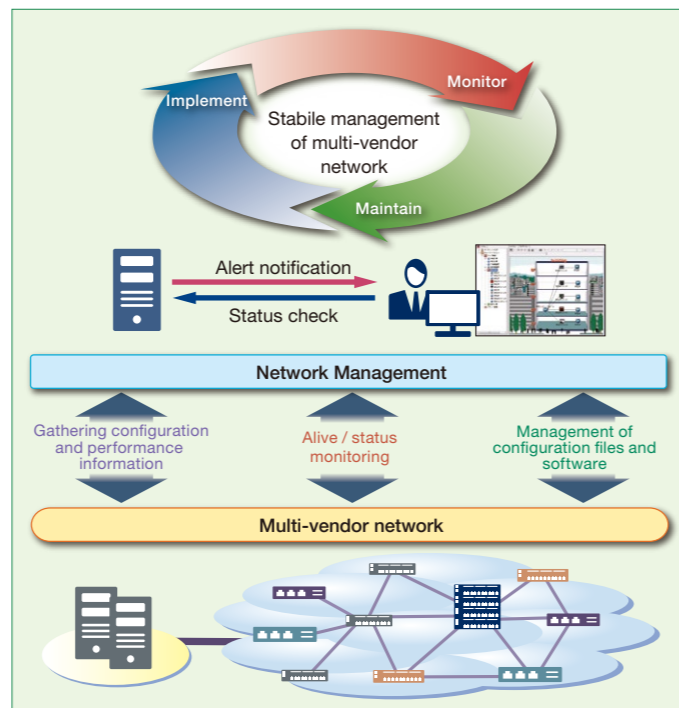 Implement
Monitor
Stabile management
of multi-vendor
network
Maintain
Alert notification
Status check
Network Management
Gathering configuration
and performance
information
Alive / status
monitoring
Management of
configuration files and
software
Multi-vendor network